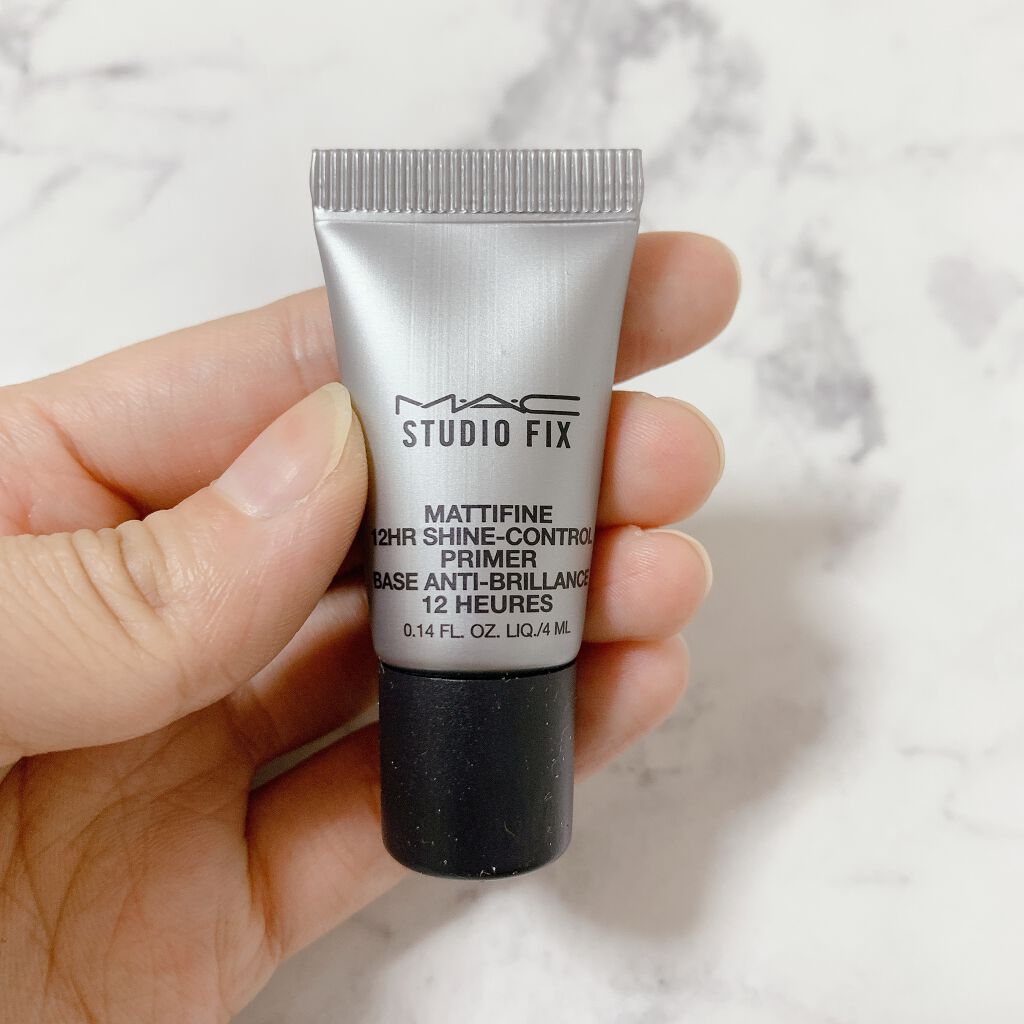 M·A·C
STUDIO FIX
MATTIFINE
12HR SHINE-CONTROL
PRIMER
BASE ANTI-BRILLANCE
12 HEURES
0.14 FL. OZ. LIQ./4 ML